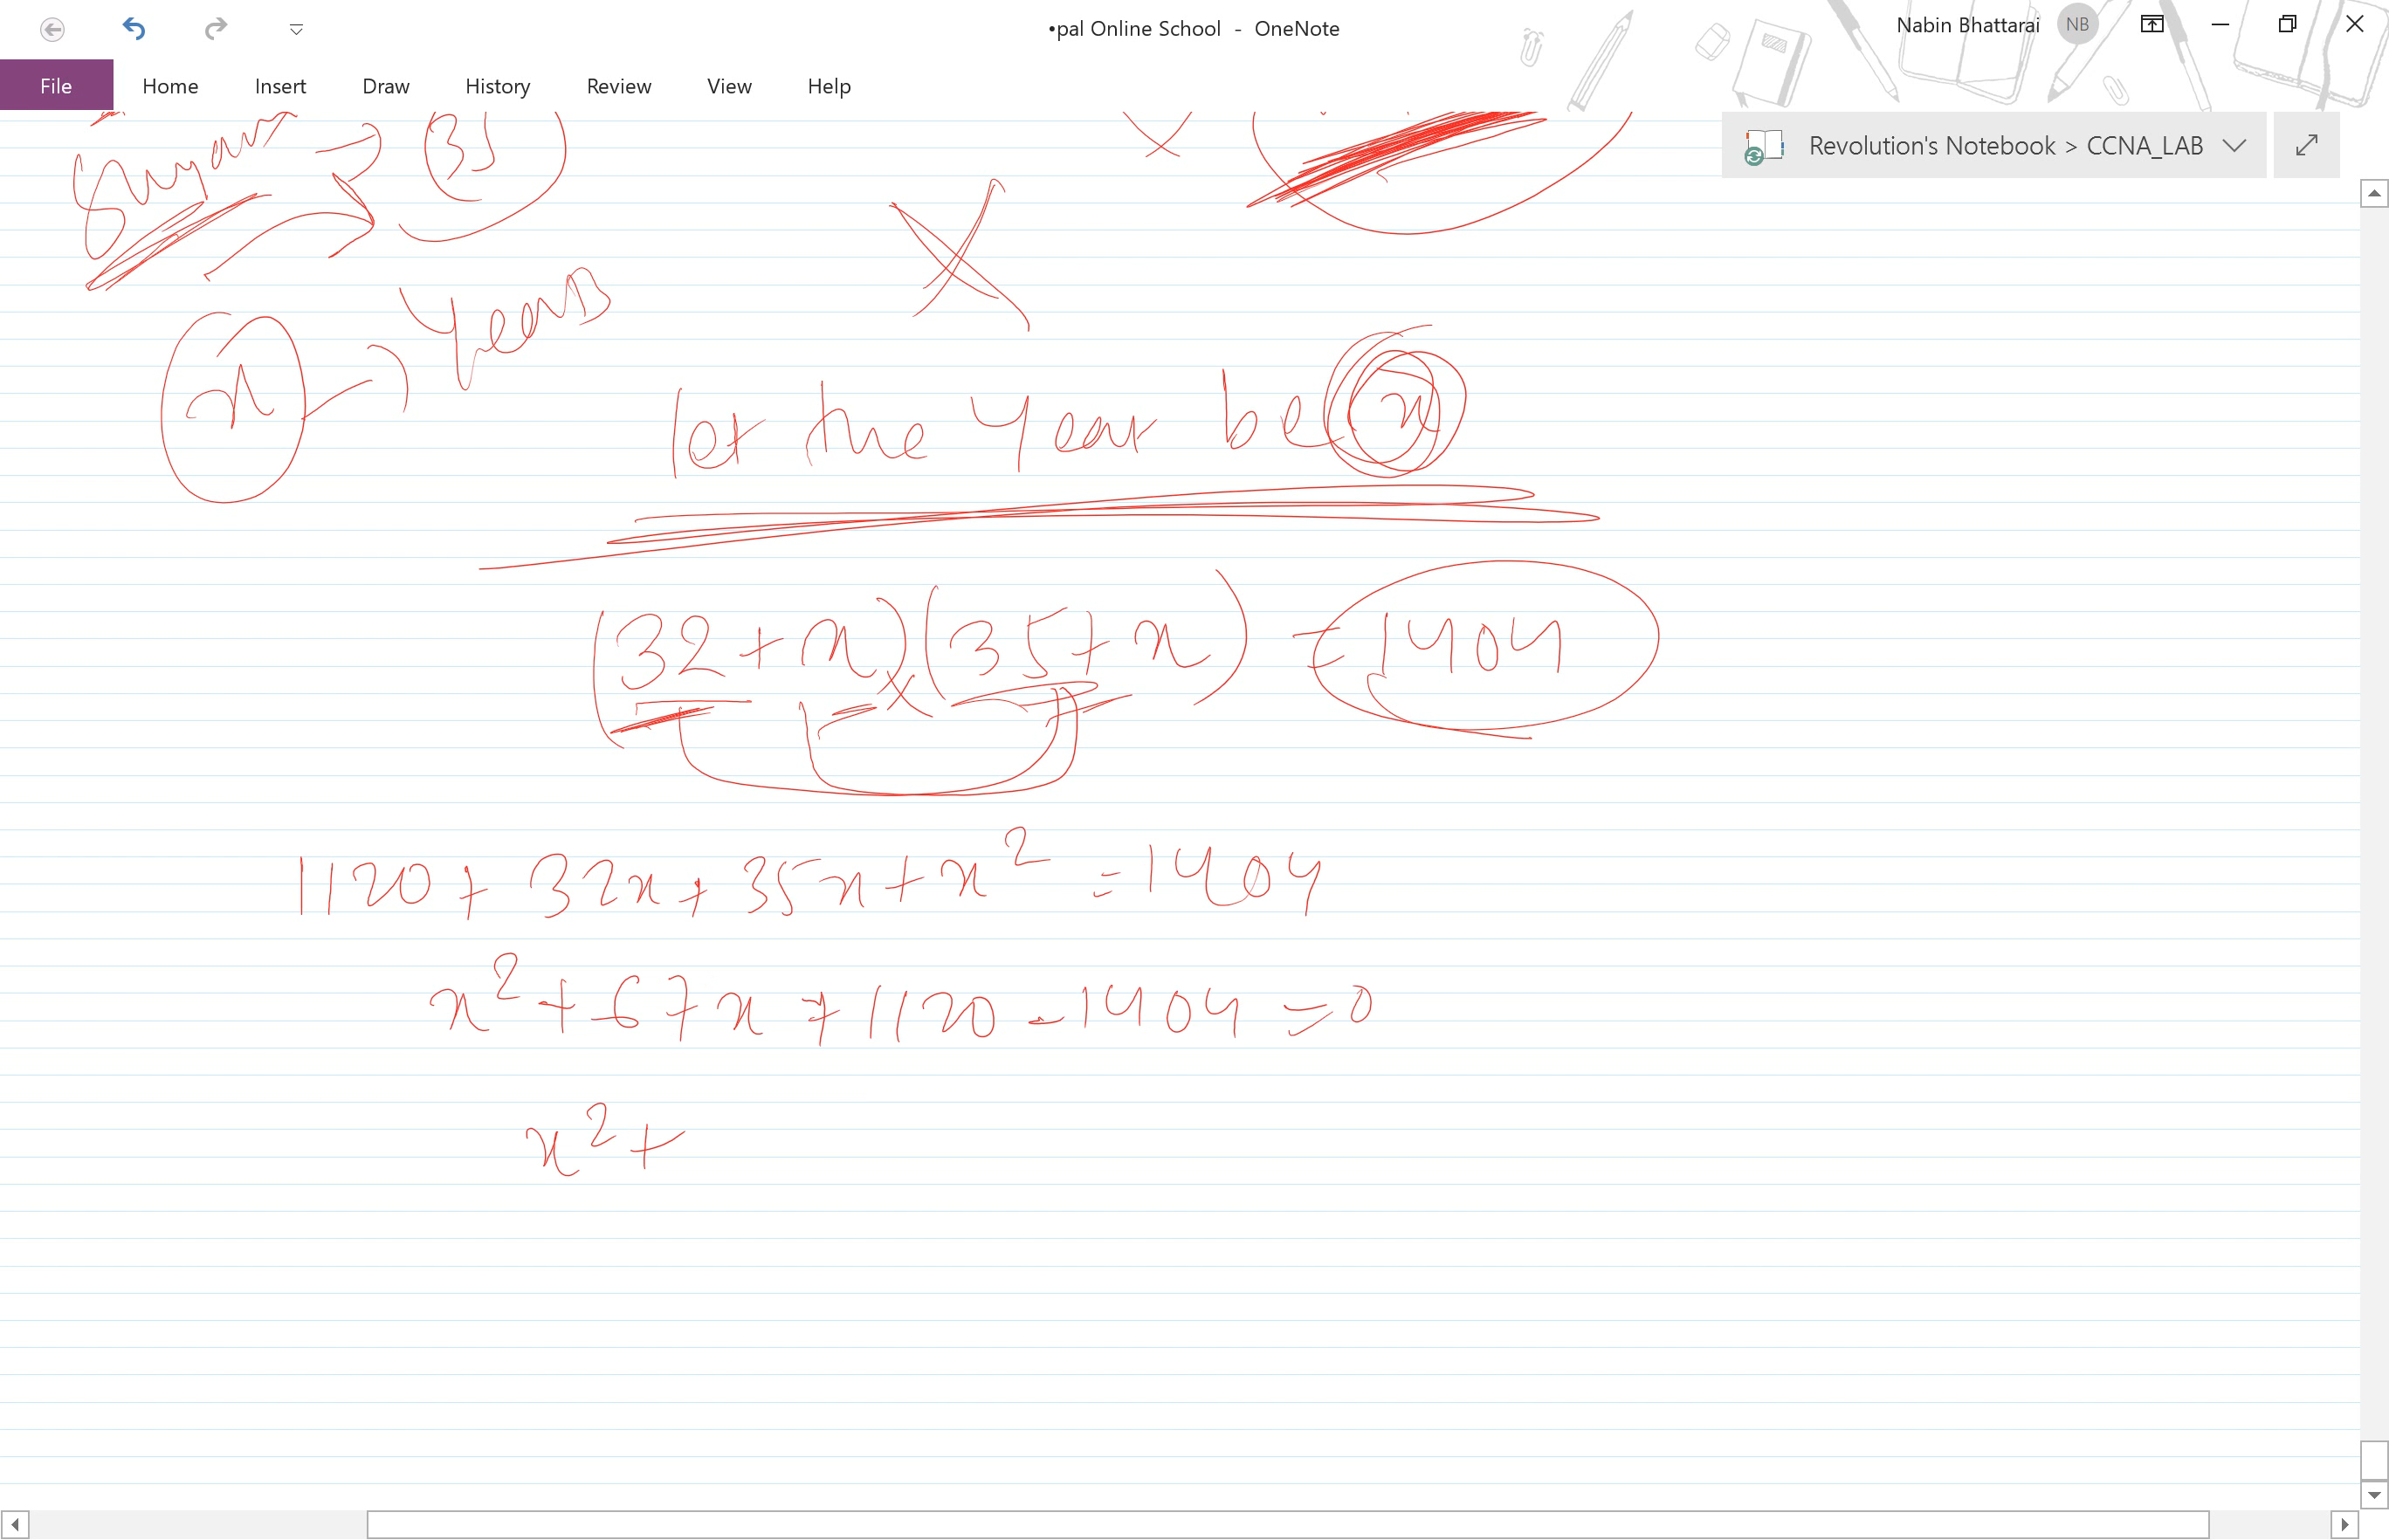 •pal Online School - OneNote
Nabin Bhattarai NB
File Home Insert Draw History Review View Help
Revolution's Notebook > CCNA_LAB
35
x → Years
let the Year be x
(32+x)(35+x) = 1404
1120 + 32x + 35x + x² = 1404
x² + 67x + 1120 - 1404 = 0
x² +